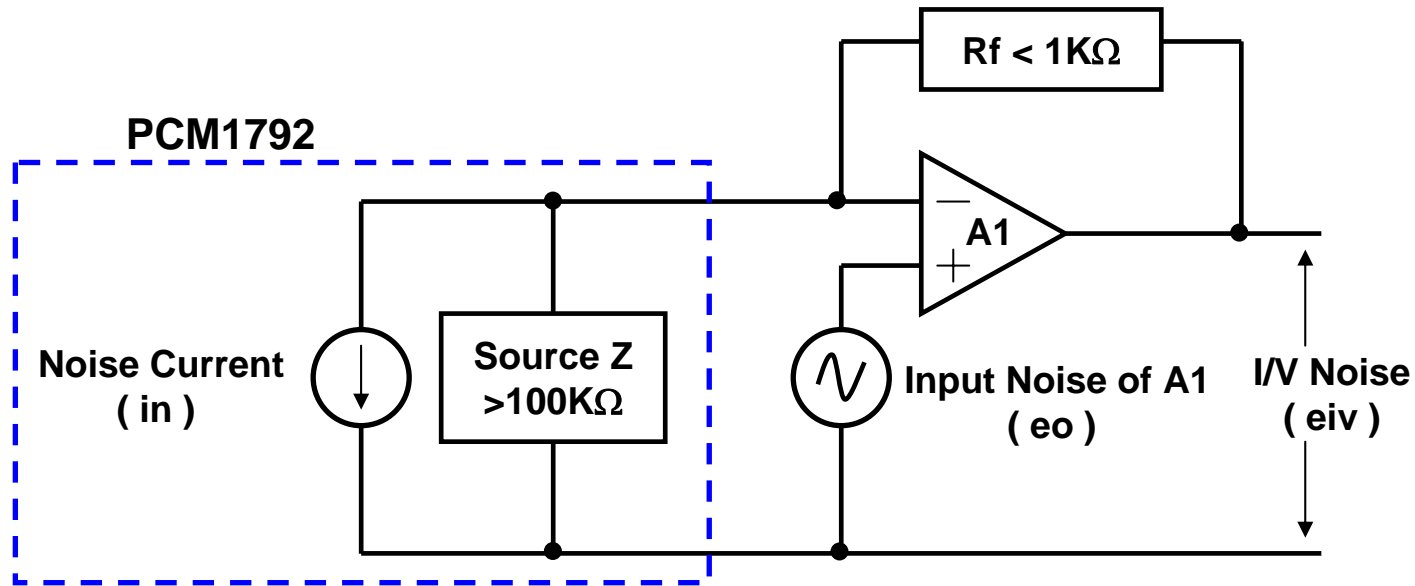 Rf < 1KΩ
PCM1792
A1
Noise Current
( in )
Source Z
>100KΩ
Input Noise of A1
( eo )
I/V Noise
( eiv )